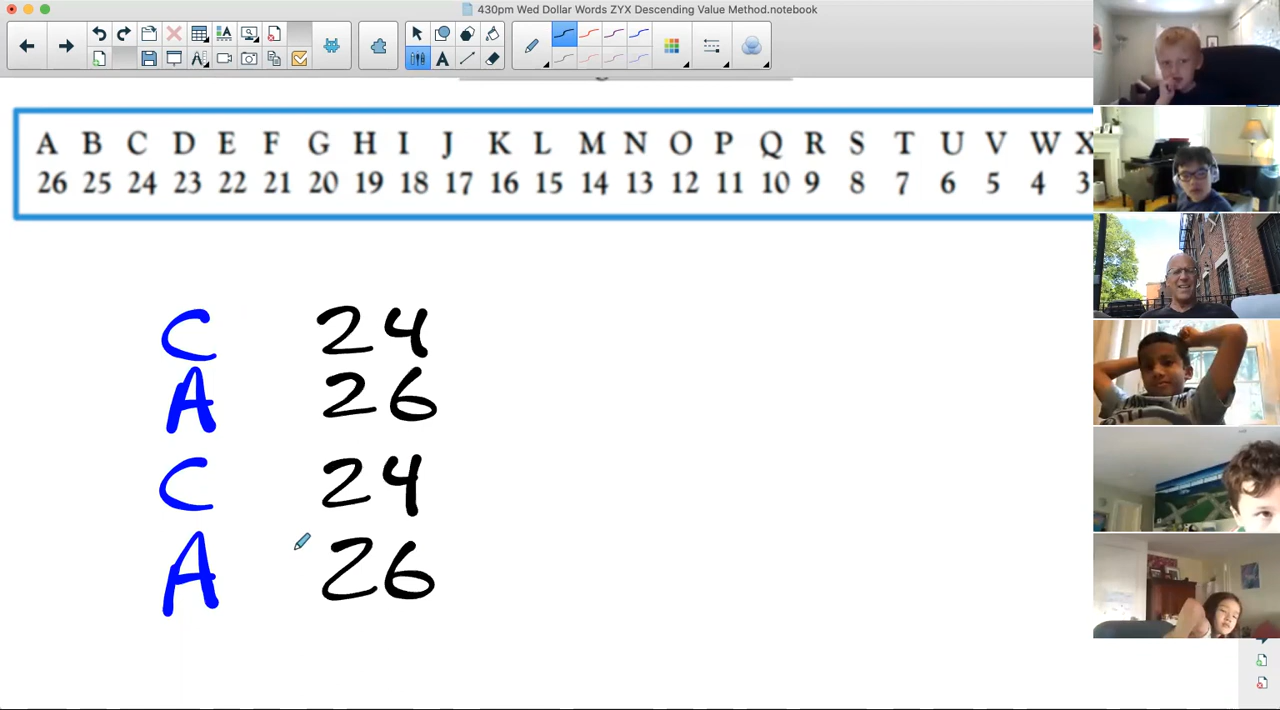 430pm Wed Dollar Words ZYX Descending Value Method.notebook
A B C D E F G H I J K L M N O P Q R S T U V W X
26 25 24 23 22 21 20 19 18 17 16 15 14 13 12 11 10 9 8 7 6 5 4 3
C 24
A 26
C 24
A 26